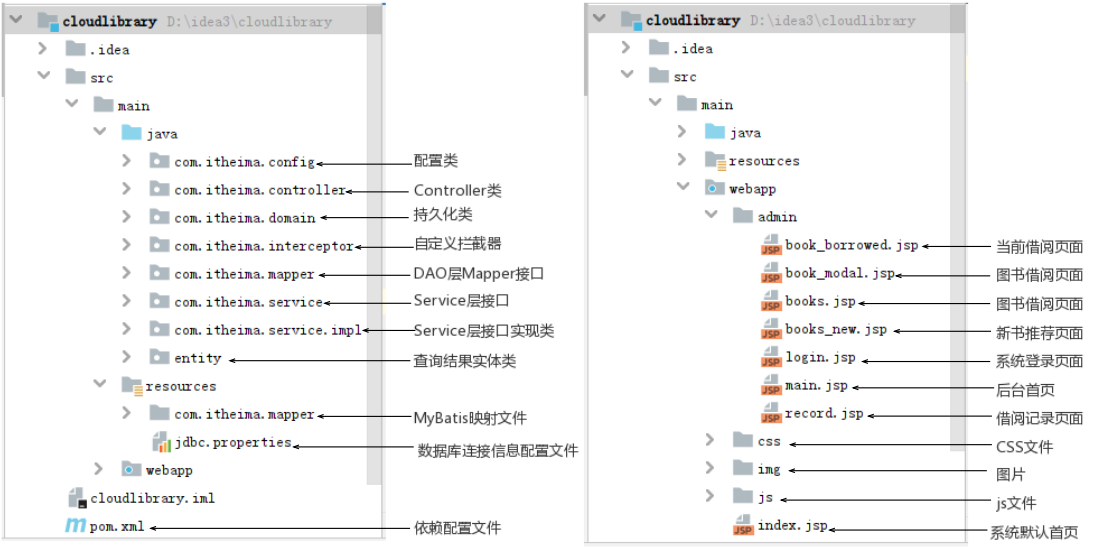 cloudlibrary D:\idea3\cloudlibrary
.idea
src
main
java
com.itheima.config 配置类
com.itheima.controller Controller类
com.itheima.domain 持久化类
com.itheima.interceptor 自定义拦截器
com.itheima.mapper DAO层Mapper接口
com.itheima.service Service层接口
com.itheima.service.impl Service层接口实现类
entity 查询结果实体类
resources
com.itheima.mapper MyBatis映射文件
jdbc.properties 数据库连接信息配置文件
webapp
cloudlibrary.iml
pom.xml 依赖配置文件
cloudlibrary D:\idea3\cloudlibrary
.idea
src
main
java
resources
webapp
admin
book_borrowed.jsp 当前借阅页面
book_modal.jsp 图书借阅页面
books.jsp 图书借阅页面
books_new.jsp 新书推荐页面
login.jsp 系统登录页面
main.jsp 后台首页
record.jsp 借阅记录页面
css CSS文件
img 图片
js js文件
index.jsp 系统默认首页